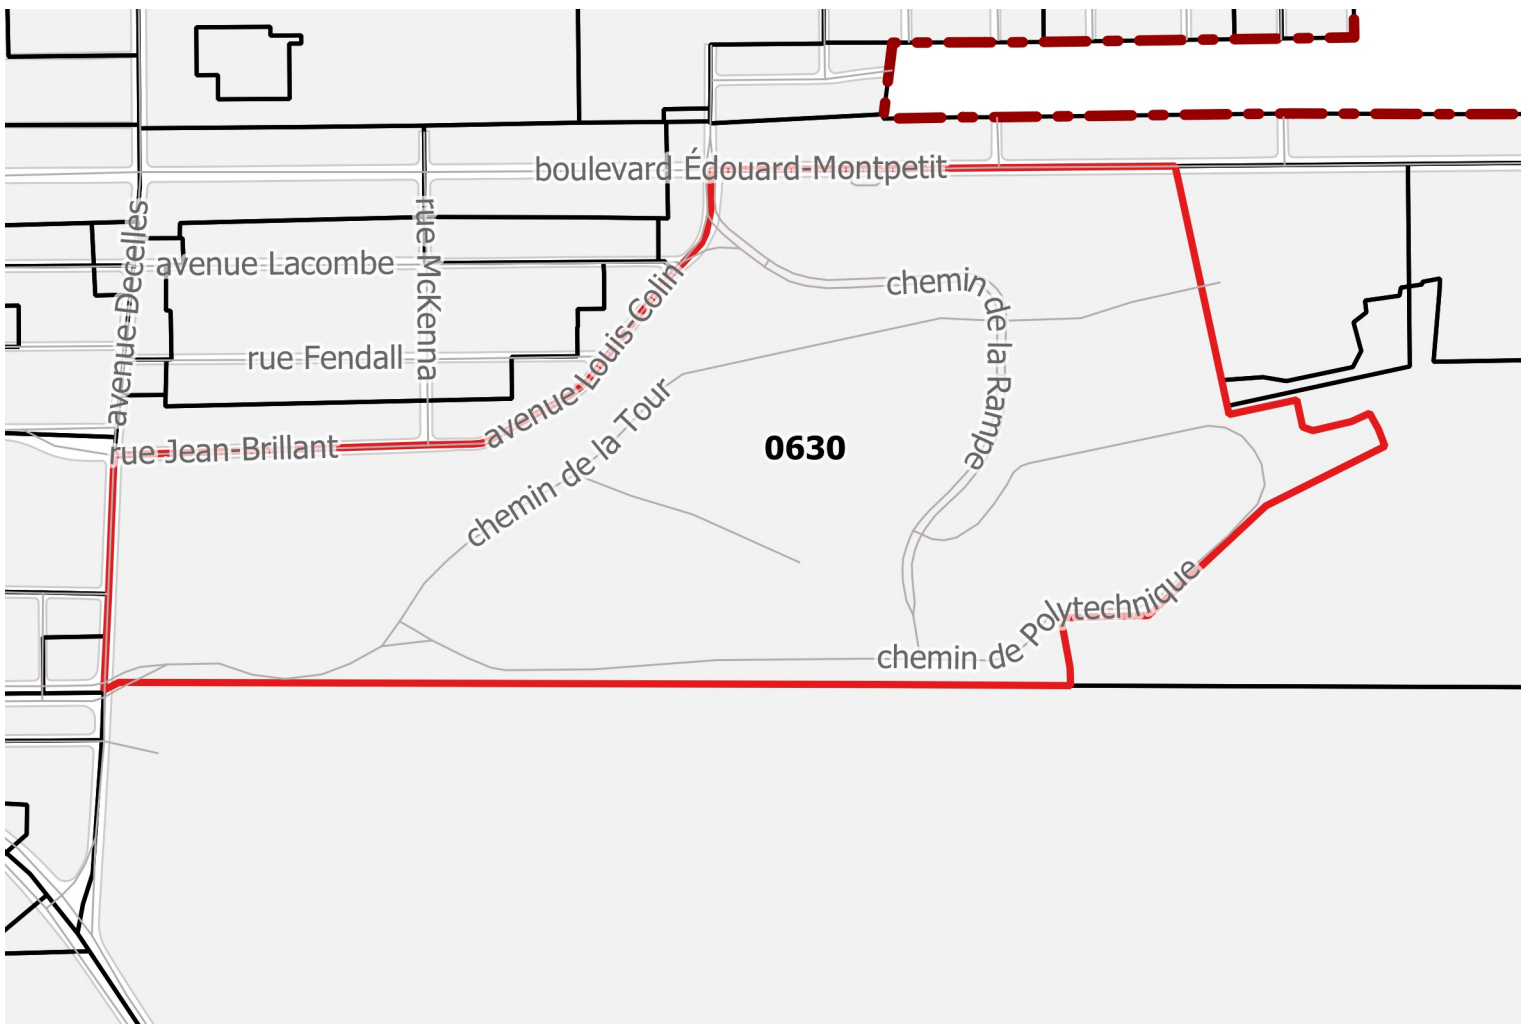 boulevard Édouard-Montpetit
avenue Decelles
rue McKenna
avenue Lacombe
avenue Louis-Colin
chemin de la Rampe
rue Fendall
chemin de la Tour
0630
rue Jean-Brillant
chemin de Polytechnique